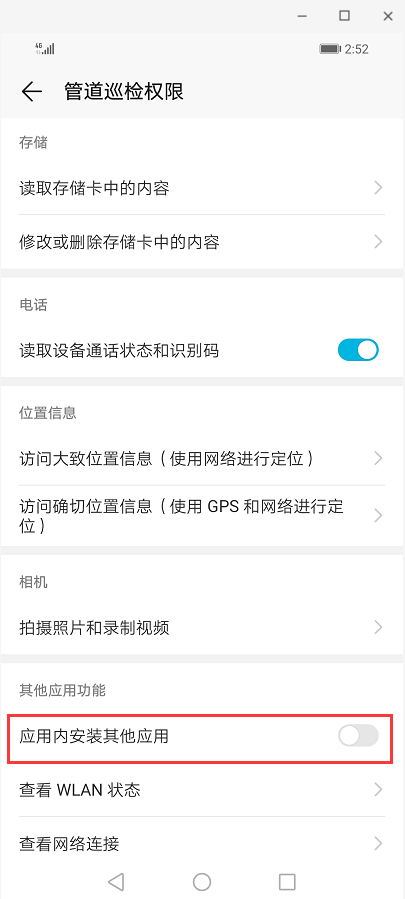 4G 2:52
管道巡检权限
存储
读取存储卡中的内容
修改或删除存储卡中的内容
电话
读取设备通话状态和识别码
位置信息
访问大致位置信息（使用网络进行定位）
访问确切位置信息（使用 GPS 和网络进行定
位）
相机
拍摄照片和录制视频
其他应用功能
应用内安装其他应用
查看 WLAN 状态
查看网络连接